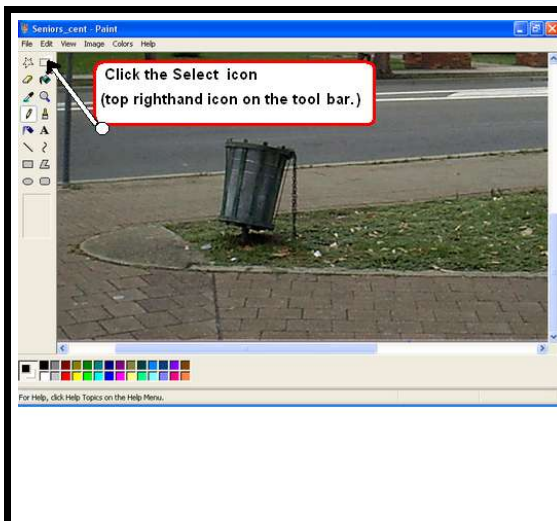 Seniors_cent - Paint
File Edit View Image Colors Help
Click the Select icon
(top righthand icon on the tool bar.)
A
For Help, click Help Topics on the Help Menu.